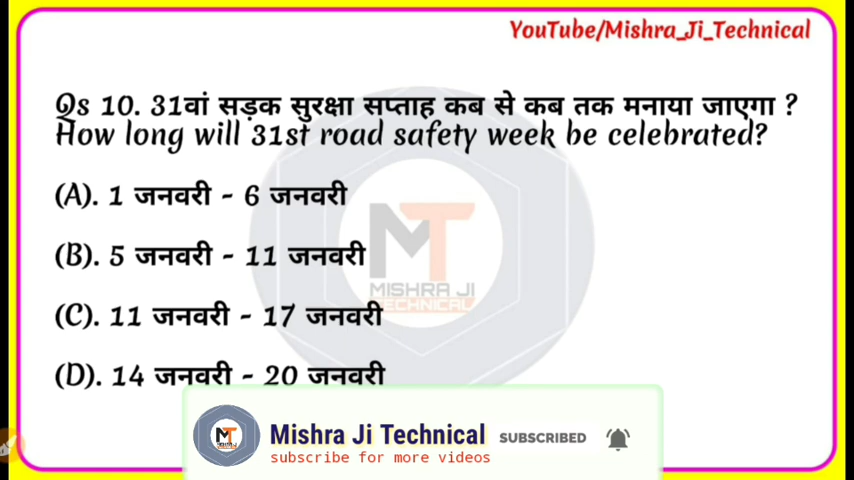 YouTube/Mishra_Ji_Technical
Qs 10. 31वां सड़क सुरक्षा सप्ताह कब से कब तक मनाया जाएगा ?
How long will 31st road safety week be celebrated?
(A). 1 जनवरी - 6 जनवरी
(B). 5 जनवरी - 11 जनवरी
MT
MISHRA JI
TECHNICAL
(C). 11 जनवरी - 17 जनवरी
(D). 14 जनवरी - 20 जनवरी
MT
Mishra Ji Technical SUBSCRIBED
subscribe for more videos